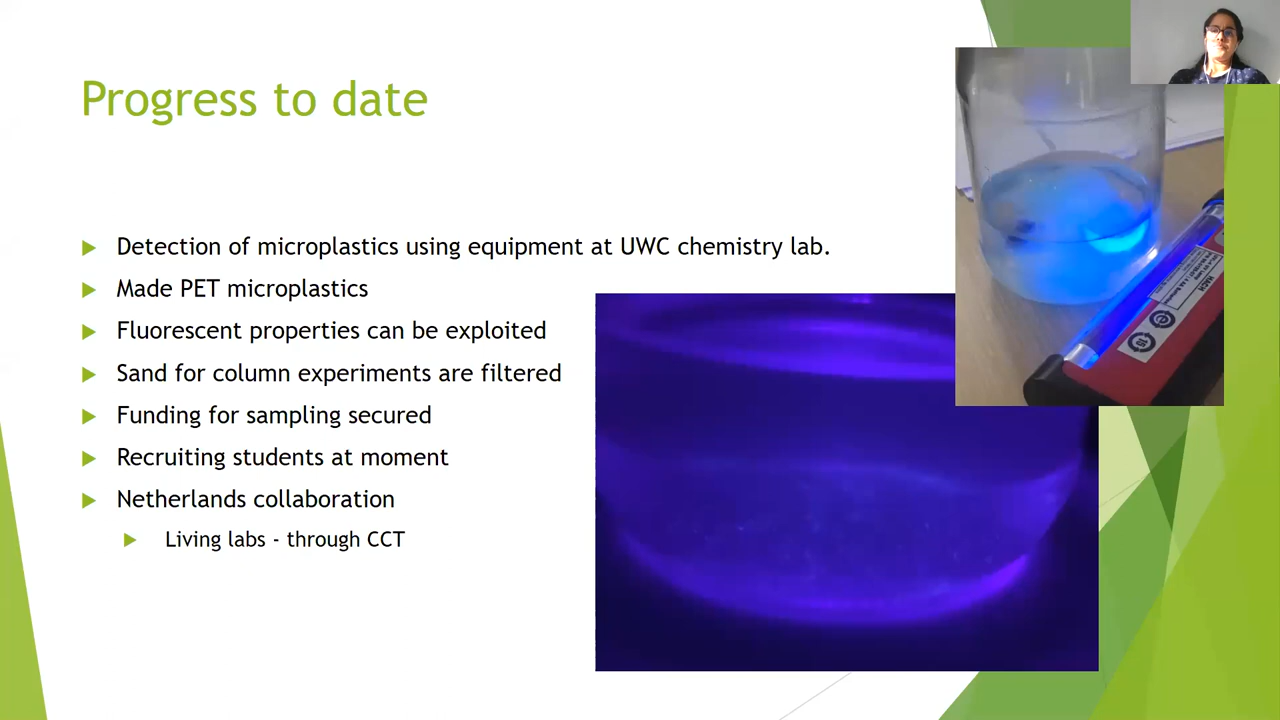 Progress to date
Detection of microplastics using equipment at UWC chemistry lab.
Made PET microplastics
Fluorescent properties can be exploited
Sand for column experiments are filtered
Funding for sampling secured
Recruiting students at moment
Netherlands collaboration
Living labs - through CCT
HACH